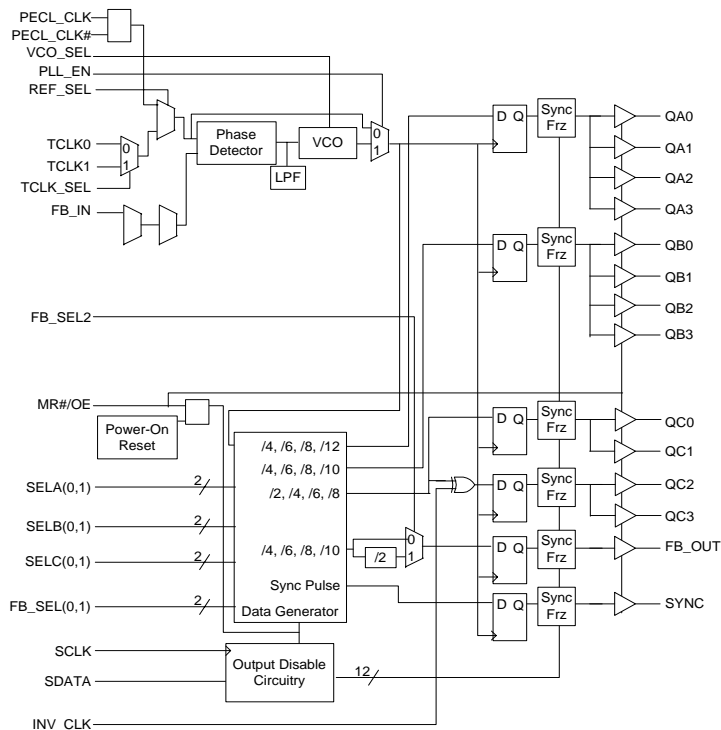 PECL_CLK
PECL_CLK#
VCO_SEL
PLL_EN
REF_SEL
TCLK0
TCLK1
TCLK_SEL
FB_IN
0
1
Phase
Detector
LPF
VCO
0
1
D Q
Sync
Frz
QA0
QA1
QA2
QA3
D Q
Sync
Frz
QB0
QB1
QB2
QB3
FB_SEL2
MR#/OE
Power-On
Reset
SELA(0,1)
2
SELB(0,1)
2
SELC(0,1)
2
FB_SEL(0,1)
2
/4, /6, /8, /12
/4, /6, /8, /10
/2, /4, /6, /8
/4, /6, /8, /10
/2
0
1
Sync Pulse
Data Generator
D Q
Sync
Frz
QC0
QC1
D Q
Sync
Frz
QC2
QC3
D Q
Sync
Frz
FB_OUT
D Q
Sync
Frz
SYNC
SCLK
SDATA
Output Disable
Circuitry
12
INV_CLK